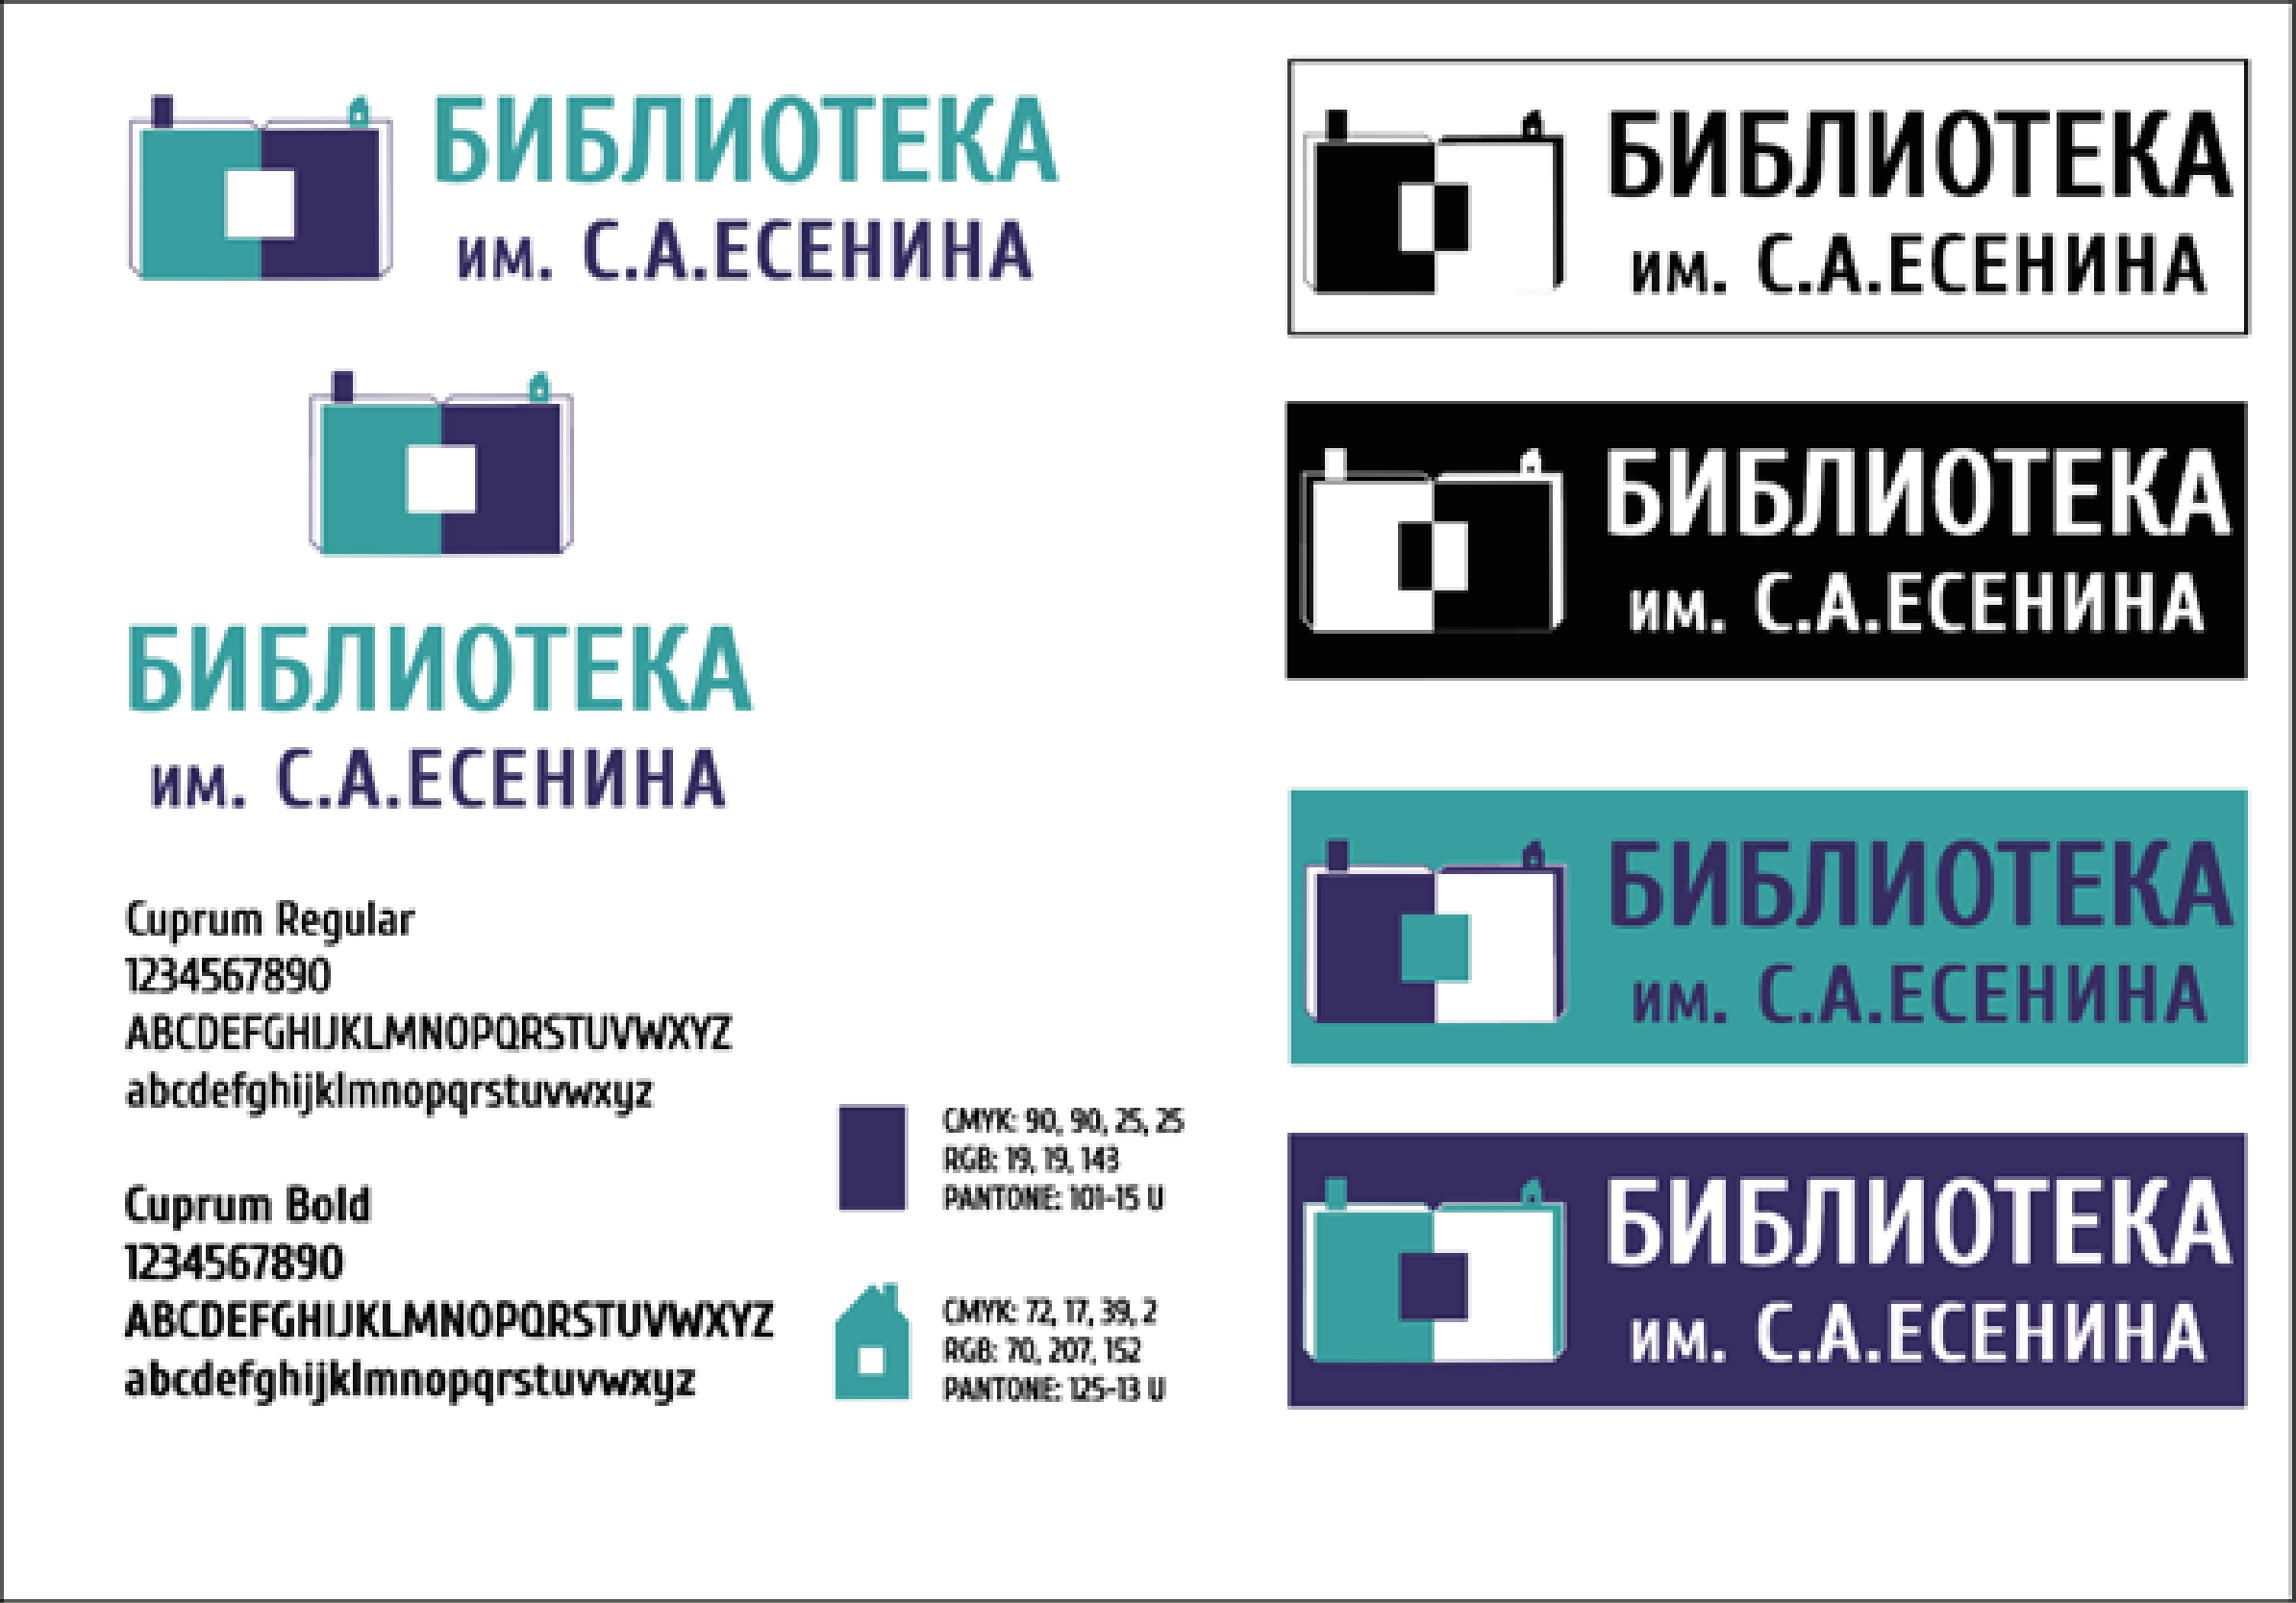 БИБЛИОТЕКА
им. С.А.ЕСЕНИНА
БИБЛИОТЕКА
им. С.А.ЕСЕНИНА
Cuprum Regular
1234567890
ABCDEFGHIJKLMNOPQRSTUVWXYZ
abcdefghijklmnopqrstuvwxyz
Cuprum Bold
1234567890
ABCDEFGHIJKLMNOPQRSTUVWXYZ
abcdefghijklmnopqrstuvwxyz
CMYK: 90, 90, 25, 25
RGB: 19, 19, 143
PANTONE: 101-15 U
CMYK: 72, 17, 39, 2
RGB: 70, 207, 152
PANTONE: 125-13 U
БИБЛИОТЕКА
им. С.А.ЕСЕНИНА
БИБЛИОТЕКА
им. С.А.ЕСЕНИНА
БИБЛИОТЕКА
им. С.А.ЕСЕНИНА
БИБЛИОТЕКА
им. С.А.ЕСЕНИНА